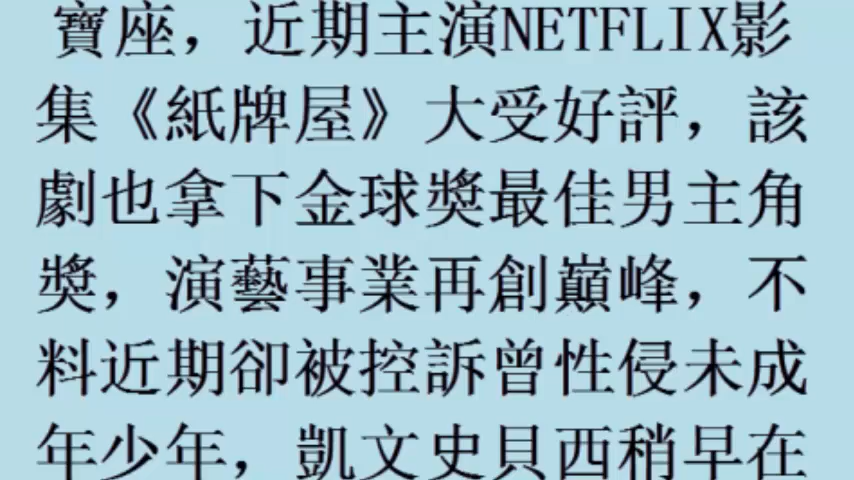 寶座，近期主演NETFLIX影
集《紙牌屋》大受好評，該
劇也拿下金球獎最佳男主角
獎，演藝事業再創巔峰，不
料近期卻被控訴曾性侵未成
年少年，凱文史貝西稍早在